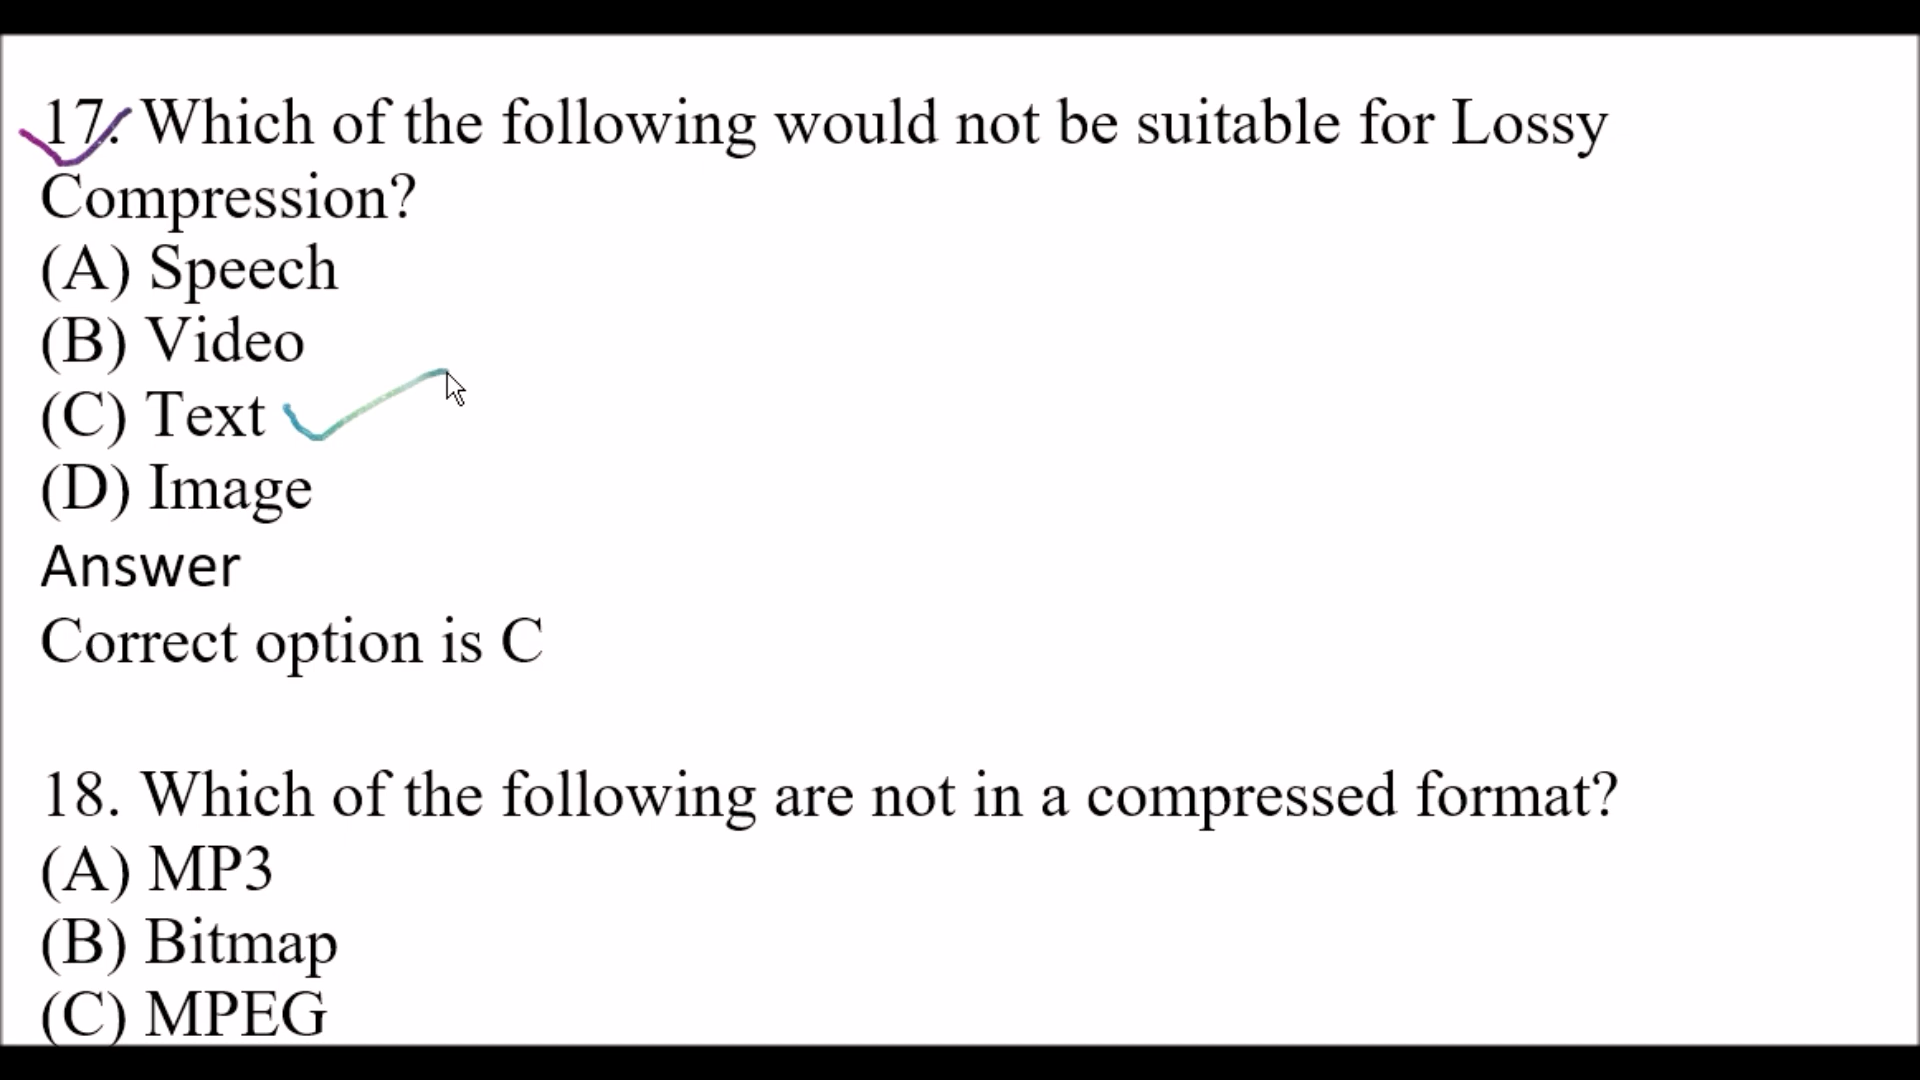 17. Which of the following would not be suitable for Lossy
Compression?
(A) Speech
(B) Video
(C) Text
(D) Image
Answer
Correct option is C
18. Which of the following are not in a compressed format?
(A) MP3
(B) Bitmap
(C) MPEG